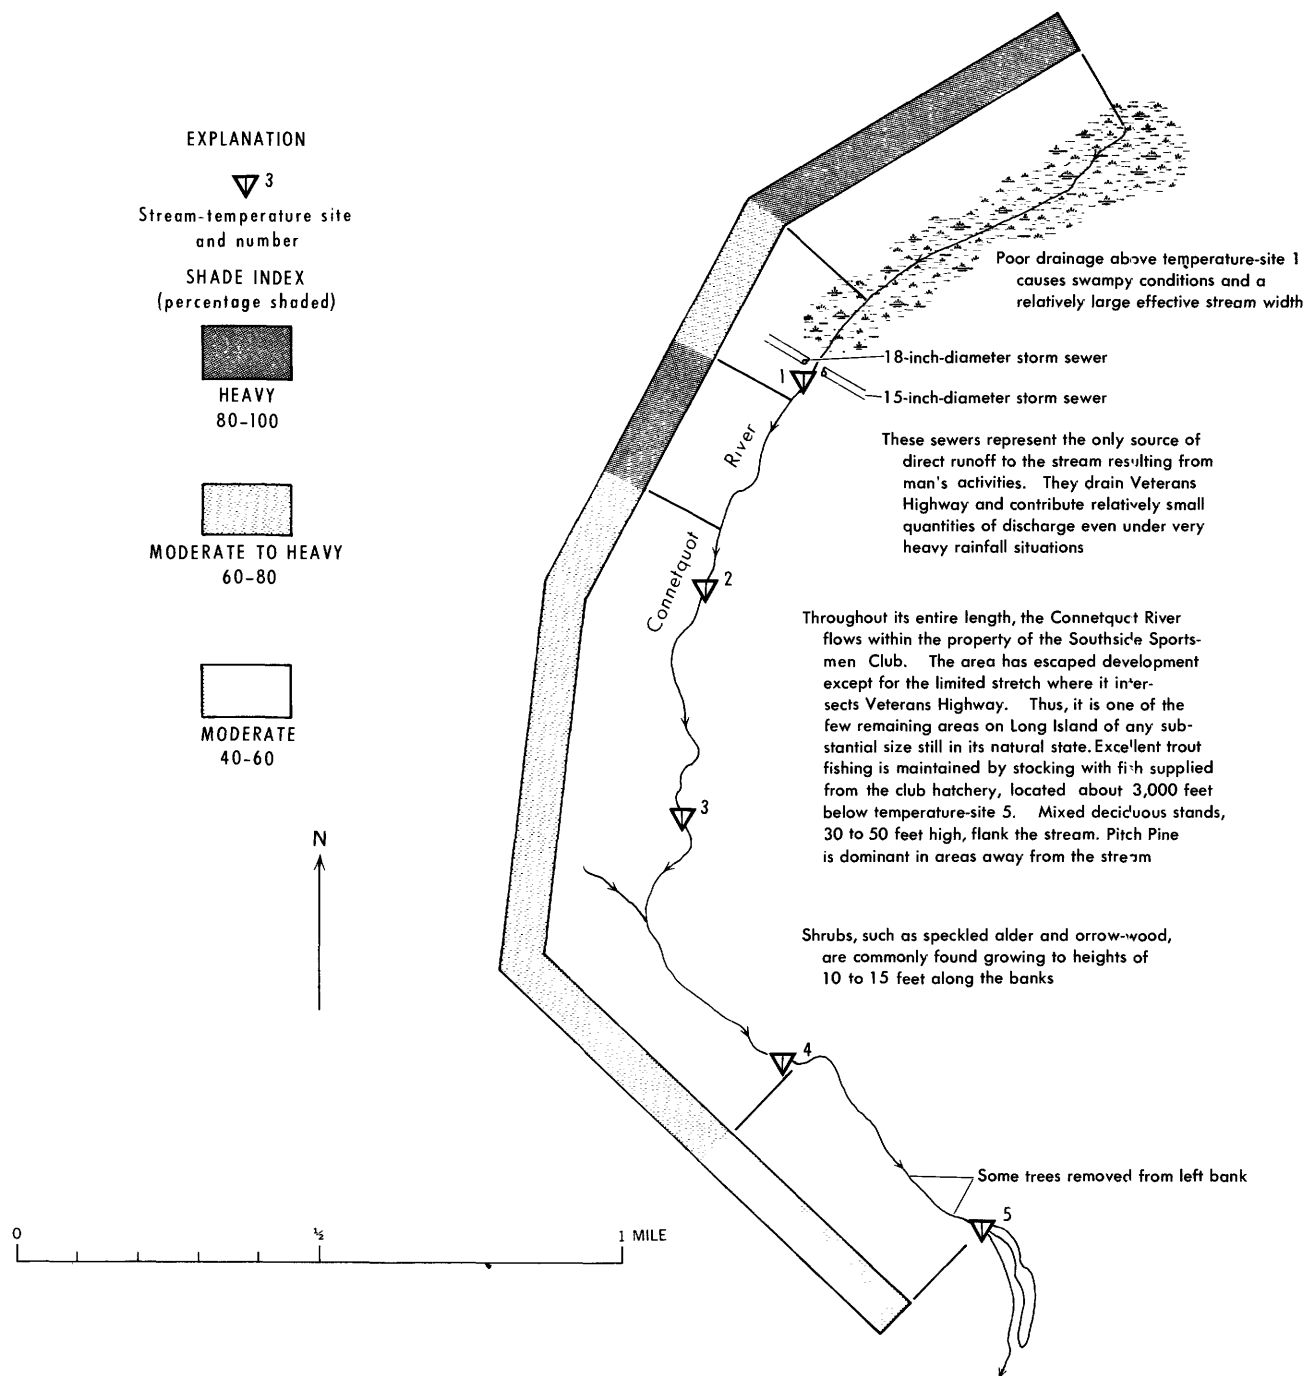 EXPLANATION
3
Stream-temperature site
and number
SHADE INDEX
(percentage shaded)
HEAVY
80-100
MODERATE TO HEAVY
60-80
MODERATE
40-60
N
0
½
1 MILE
Poor drainage above temperature-site 1
causes swampy conditions and a
relatively large effective stream width
18-inch-diameter storm sewer
1
15-inch-diameter storm sewer
River
These sewers represent the only source of
direct runoff to the stream resulting from
man's activities. They drain Veterans
Highway and contribute relatively small
quantities of discharge even under very
heavy rainfall situations
Connetquot
2
Throughout its entire length, the Connetquct River
flows within the property of the Southside Sports-
men Club. The area has escaped development
except for the limited stretch where it inter-
sects Veterans Highway. Thus, it is one of the
few remaining areas on Long Island of any sub-
stantial size still in its natural state. Excellent trout
fishing is maintained by stocking with fish supplied
from the club hatchery, located about 3,000 feet
below temperature-site 5. Mixed deciduous stands,
30 to 50 feet high, flank the stream. Pitch Pine
is dominant in areas away from the stream
3
Shrubs, such as speckled alder and orrow-wood,
are commonly found growing to heights of
10 to 15 feet along the banks
4
Some trees removed from left bank
5